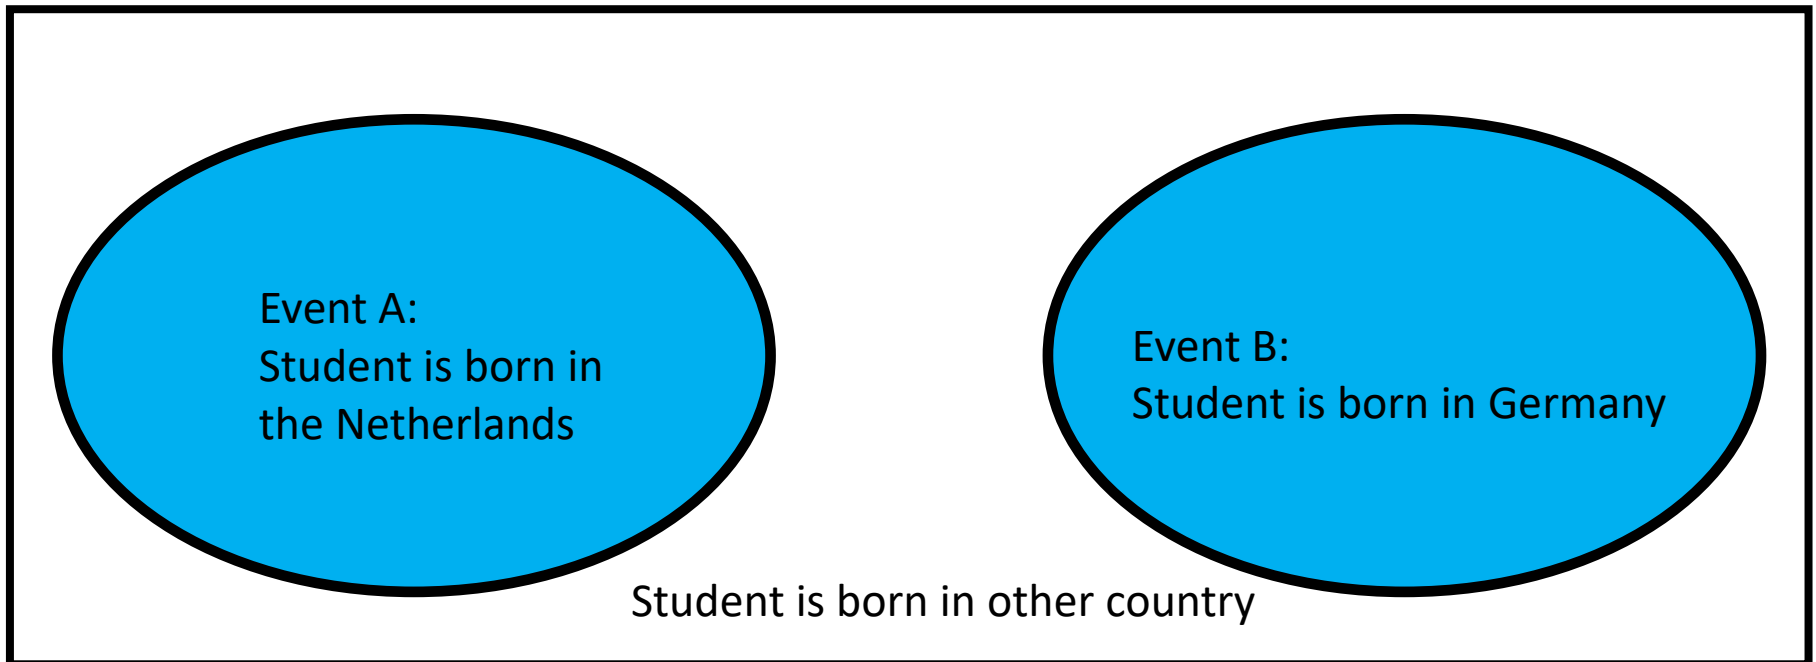 Event A:
Student is born in
the Netherlands
Event B:
Student is born in Germany
Student is born in other country